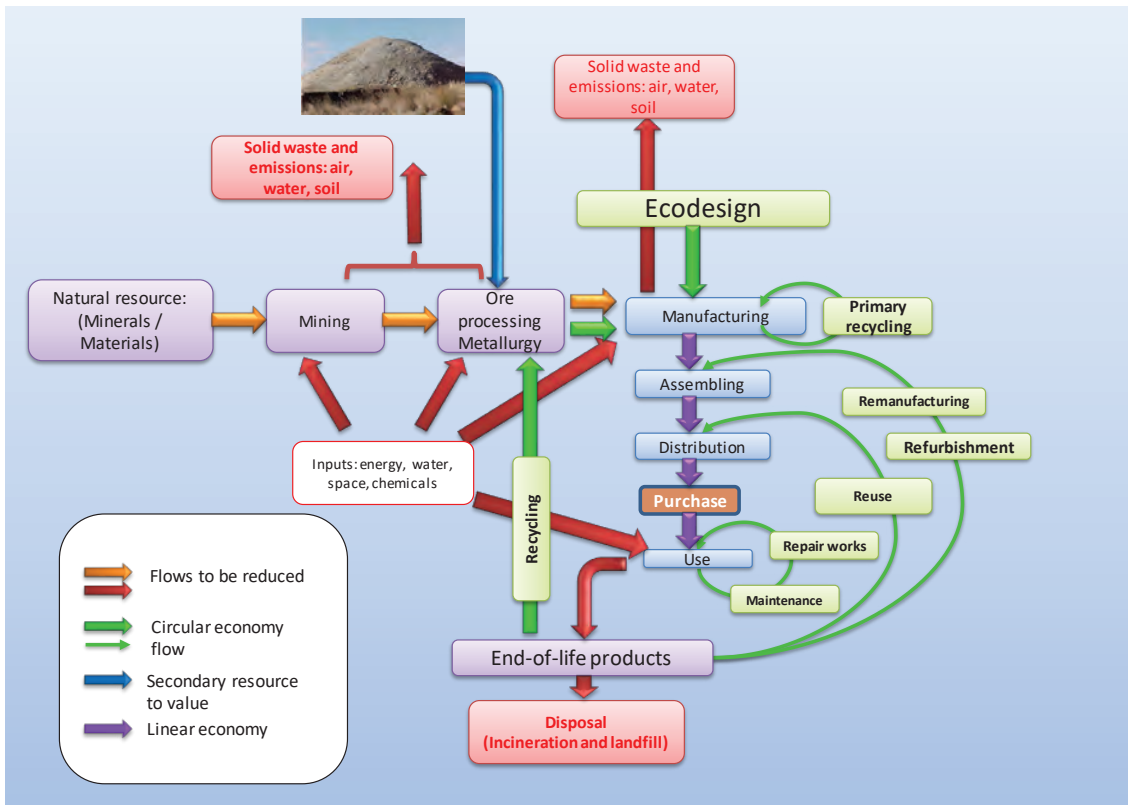 Solid waste and
emissions: air, water,
soil
Solid waste and
emissions: air,
water, soil
Ecodesign
Natural resource:
(Minerals /
Materials)
Mining
Ore
processing
Metallurgy
Manufacturing
Primary
recycling
Assembling
Remanufacturing
Distribution
Refurbishment
Inputs: energy, water,
space, chemicals
Recycling
Purchase
Reuse
Use
Repair works
Maintenance
Flows to be reduced
Circular economy
flow
Secondary resource
to value
Linear economy
End-of-life products
Disposal
(Incineration and landfill)